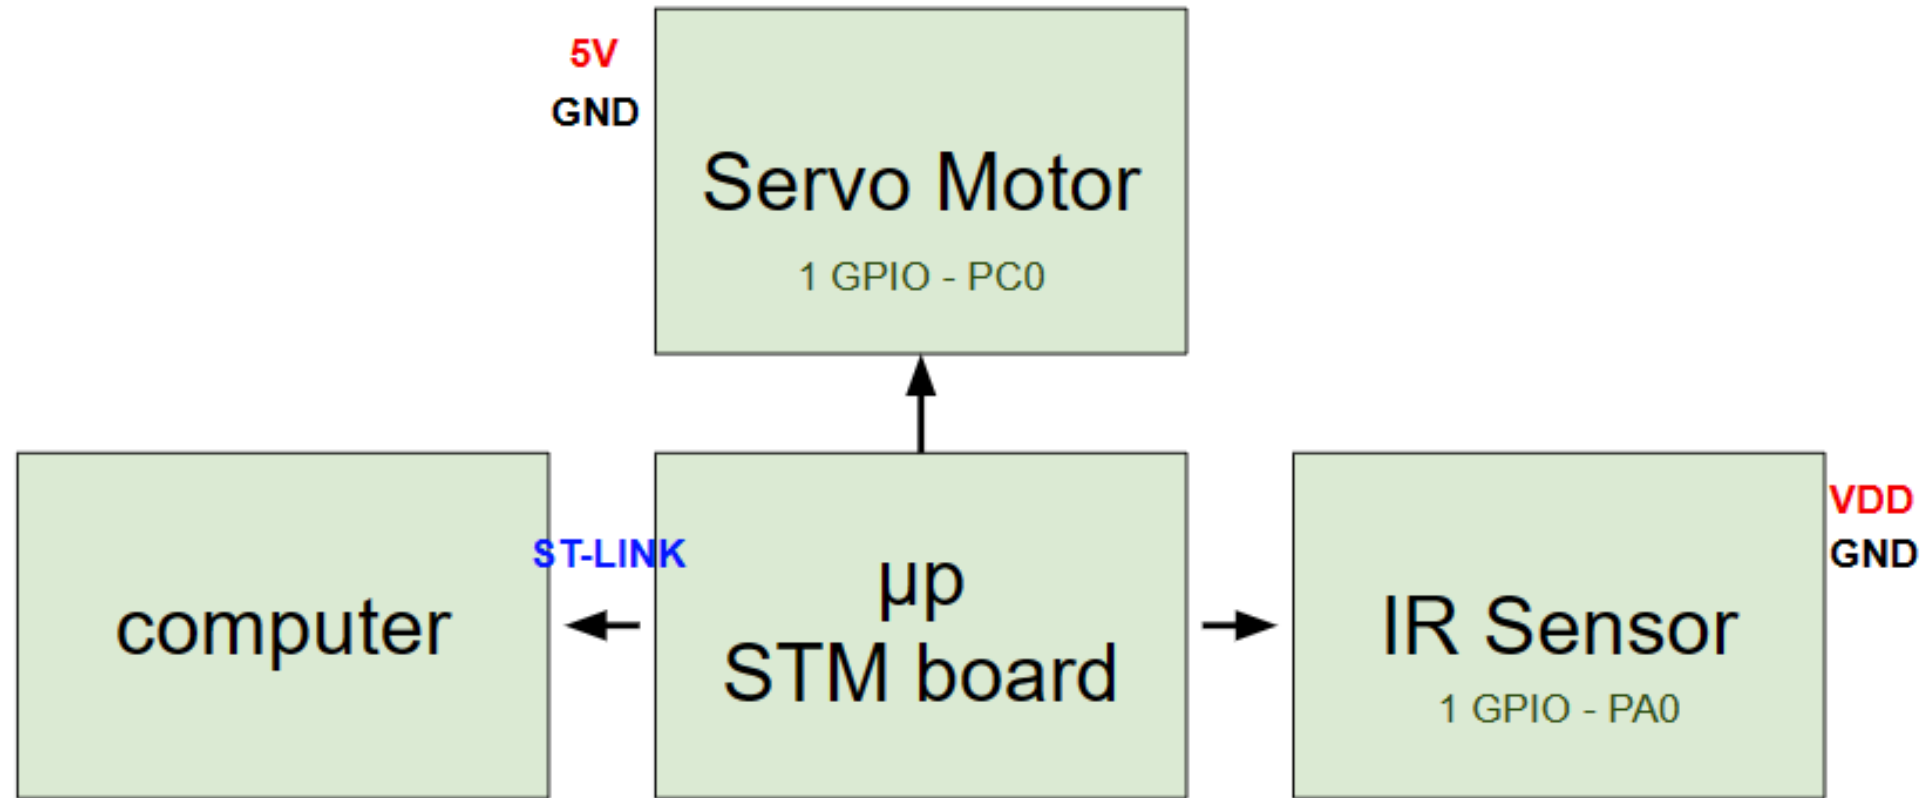 5V
GND
Servo Motor
1 GPIO - PC0
computer
ST-LINK
µp
STM board
IR Sensor
1 GPIO - PA0
VDD
GND